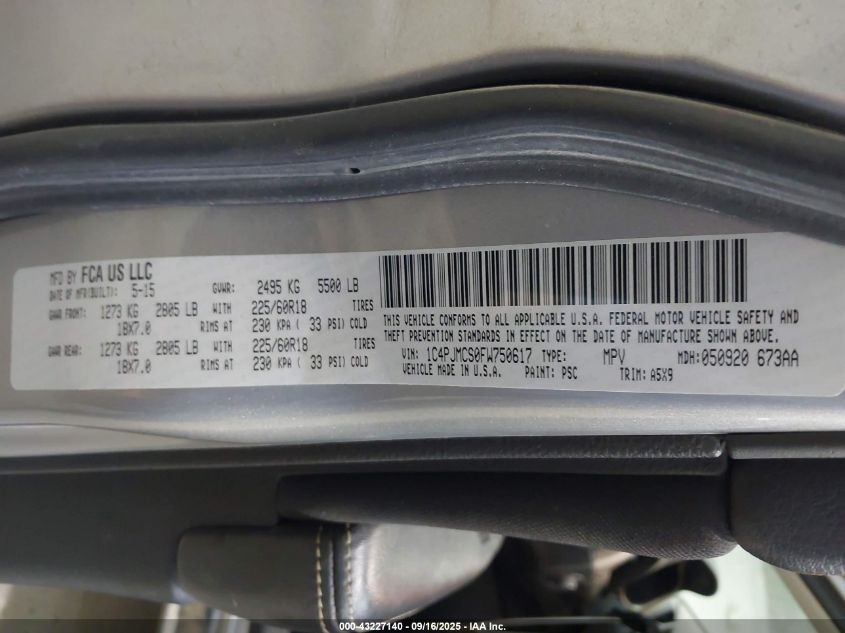 MFD BY FCA US LLC
DATE OF MFR(BUILT): 5-15 GVWR: 2495 KG 5500 LB
GAWR FRONT: 1273 KG 2805 LB WITH 225/60R18 TIRES
18X7.0 RIMS AT 230 KPA ( 33 PSI) COLD
GAWR REAR: 1273 KG 2805 LB WITH 225/60R18 TIRES
18X7.0 RIMS AT 230 KPA ( 33 PSI) COLD
THIS VEHICLE CONFORMS TO ALL APPLICABLE U.S.A. FEDERAL MOTOR VEHICLE SAFETY AND
THEFT PREVENTION STANDARDS IN EFFECT ON THE DATE OF MANUFACTURE SHOWN ABOVE.
VIN: 1C4PJMCS0FW750617 TYPE: MPV MDH: 050920 673AA
VEHICLE MADE IN U.S.A. PAINT: PSC TRIM: A5X9
000-43227140 - 09/16/2025 - IAA Inc.